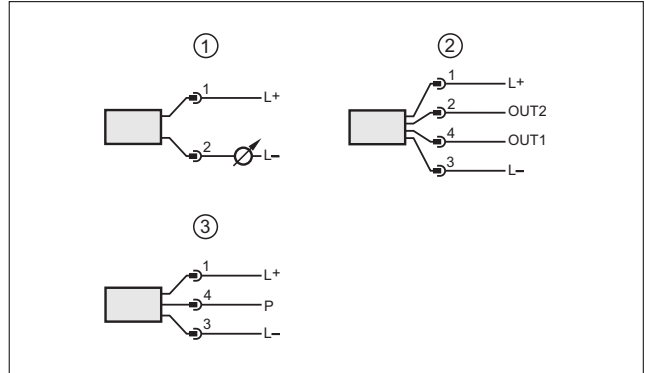 ① ②
1 L+
2 L–
1 L+
2 OUT2
4 OUT1
3 L–
③
1 L+
4 P
3 L–